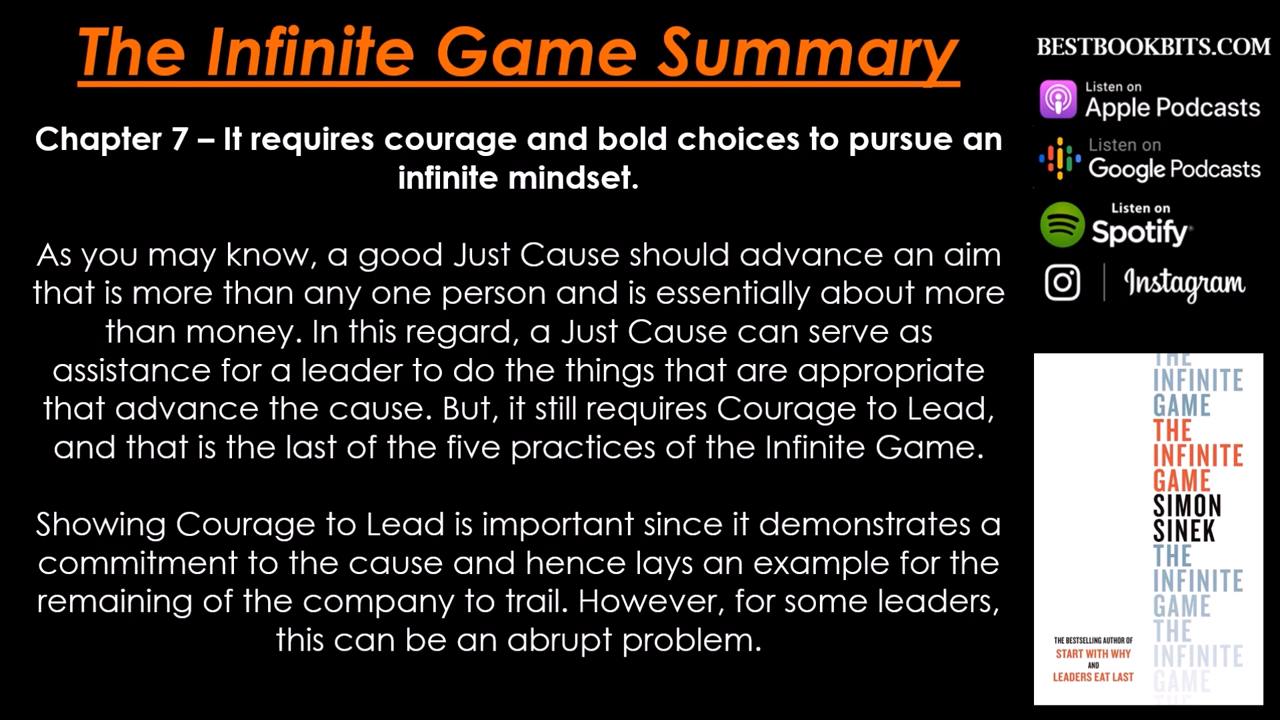 The Infinite Game Summary
Chapter 7 – It requires courage and bold choices to pursue an
infinite mindset.
As you may know, a good Just Cause should advance an aim
that is more than any one person and is essentially about more
than money. In this regard, a Just Cause can serve as
assistance for a leader to do the things that are appropriate
that advance the cause. But, it still requires Courage to Lead,
and that is the last of the five practices of the Infinite Game.
Showing Courage to Lead is important since it demonstrates a
commitment to the cause and hence lays an example for the
remaining of the company to trail. However, for some leaders,
this can be an abrupt problem.
BESTBOOKBITS.COM
Listen on
Apple Podcasts
Listen on
Google Podcasts
Listen on
Spotify
Instagram
THE
INFINITE
GAME
THE
INFINITE
GAME
SIMON
SINEK
THE
INFINITE
GAME
THE
INFINITE
GAME
THE
THE BESTSELLING AUTHOR OF
START WITH WHY
AND
LEADERS EAT LAST